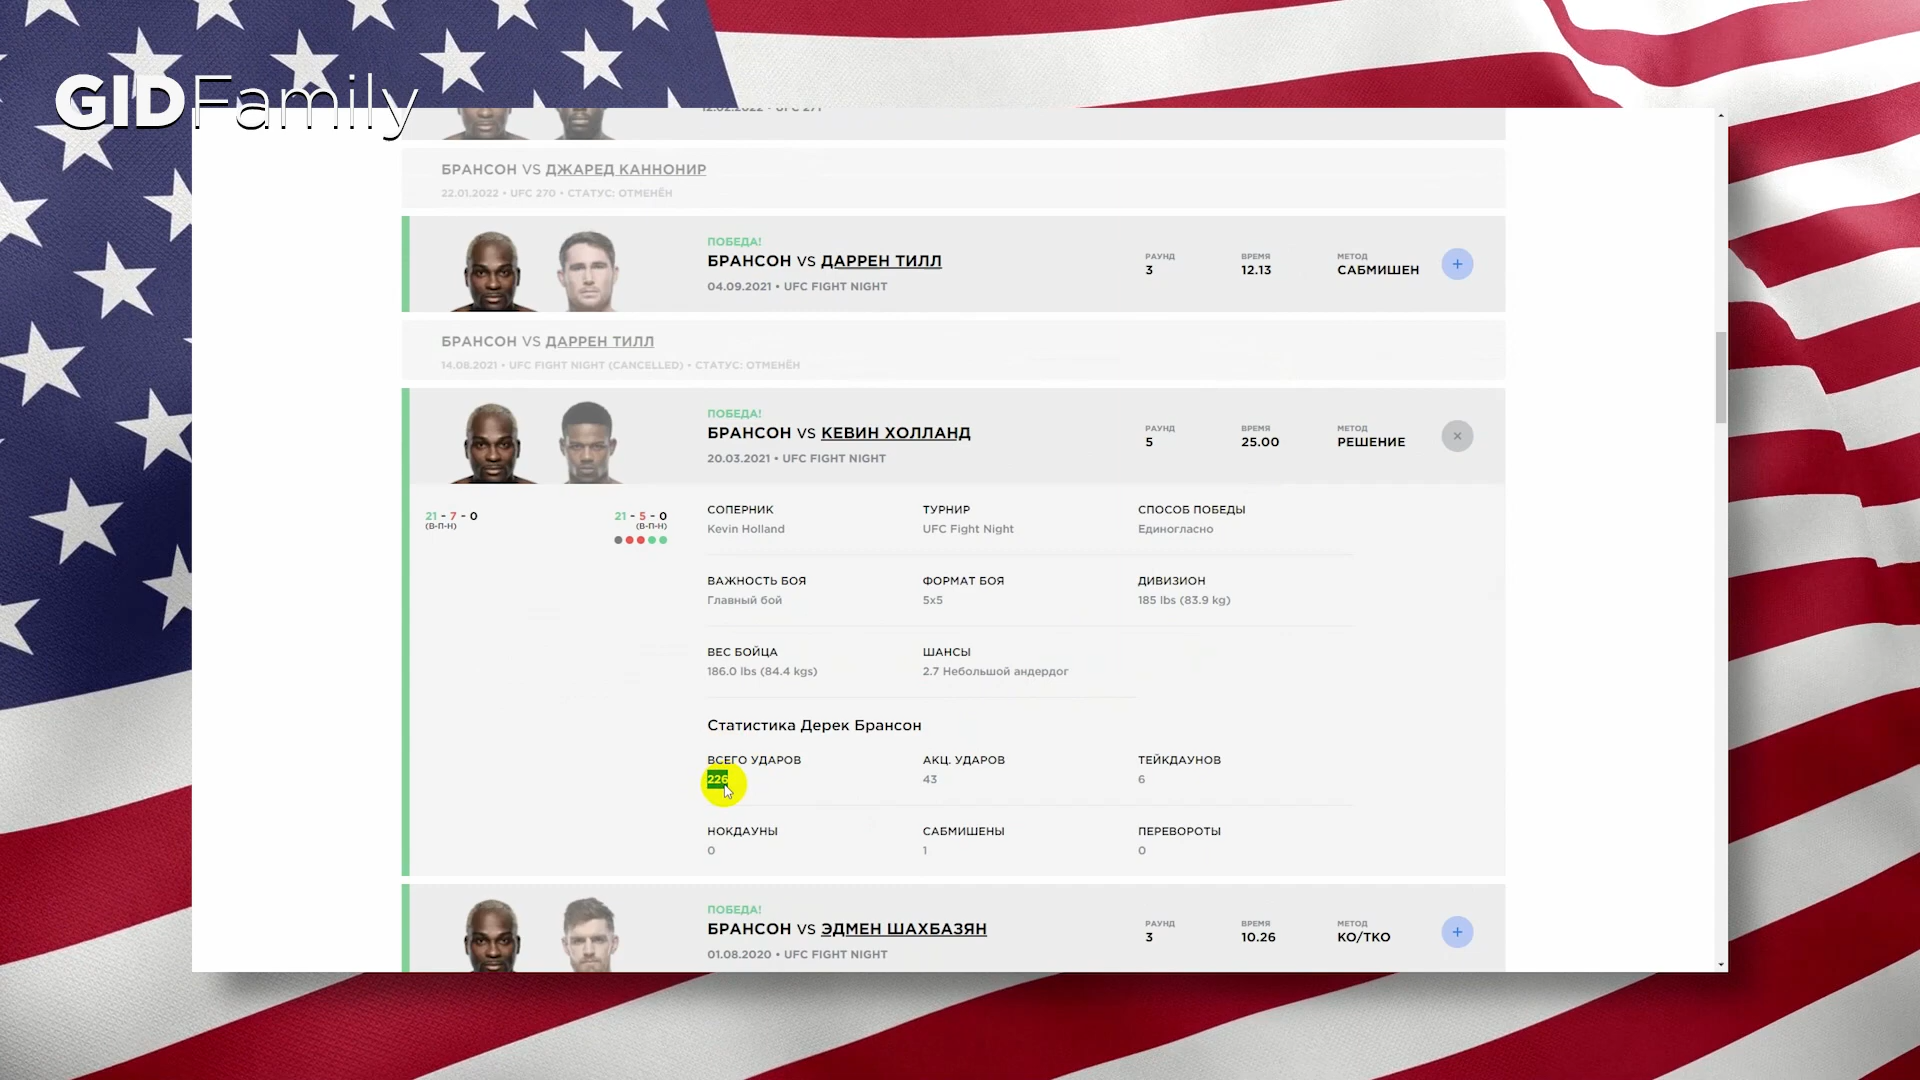 GIDFamily
12.02.2022 • UFC 271
БРАНСОН VS ДЖАРЕД КАННОНИР
22.01.2022 • UFC 270 • СТАТУС: ОТМЕНЁН
ПОБЕДА!
БРАНСОН VS ДАРРЕН ТИЛЛ
04.09.2021 • UFC FIGHT NIGHT
РАУНД
3
ВРЕМЯ
12.13
МЕТОД
САБМИШЕН
БРАНСОН VS ДАРРЕН ТИЛЛ
14.08.2021 • UFC FIGHT NIGHT (CANCELLED) • СТАТУС: ОТМЕНЁН
ПОБЕДА!
БРАНСОН VS КЕВИН ХОЛЛАНД
20.03.2021 • UFC FIGHT NIGHT
РАУНД
5
ВРЕМЯ
25.00
МЕТОД
РЕШЕНИЕ
21 - 7 - 0
(В-П-Н)
21 - 5 - 0
(В-П-Н)
СОПЕРНИК
Kevin Holland
ТУРНИР
UFC Fight Night
СПОСОБ ПОБЕДЫ
Единогласно
ВАЖНОСТЬ БОЯ
Главный бой
ФОРМАТ БОЯ
5x5
ДИВИЗИОН
185 lbs (83.9 kg)
ВЕС БОЙЦА
186.0 lbs (84.4 kgs)
ШАНСЫ
2.7 Небольшой андердог
Статистика Дерек Брансон
ВСЕГО УДАРОВ
226
АКЦ. УДАРОВ
43
ТЕЙКДАУНОВ
6
НОКДАУНЫ
0
САБМИШЕНЫ
1
ПЕРЕВОРОТЫ
0
ПОБЕДА!
БРАНСОН VS ЭДМЕН ШАХБАЗЯН
01.08.2020 • UFC FIGHT NIGHT
РАУНД
3
ВРЕМЯ
10.26
МЕТОД
КО/ТКО